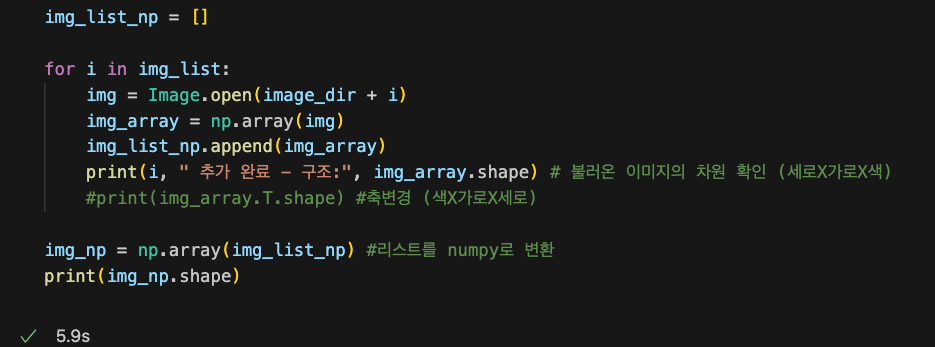 img_list_np = []
for i in img_list:
img = Image.open(image_dir + i)
img_array = np.array(img)
img_list_np.append(img_array)
print(i, " 추가 완료 - 구조:", img_array.shape) # 불러온 이미지의 차원 확인 (세로X가로X색)
#print(img_array.T.shape) #축변경 (색X가로X세로)
img_np = np.array(img_list_np) #리스트를 numpy로 변환
print(img_np.shape)
✓ 5.9s